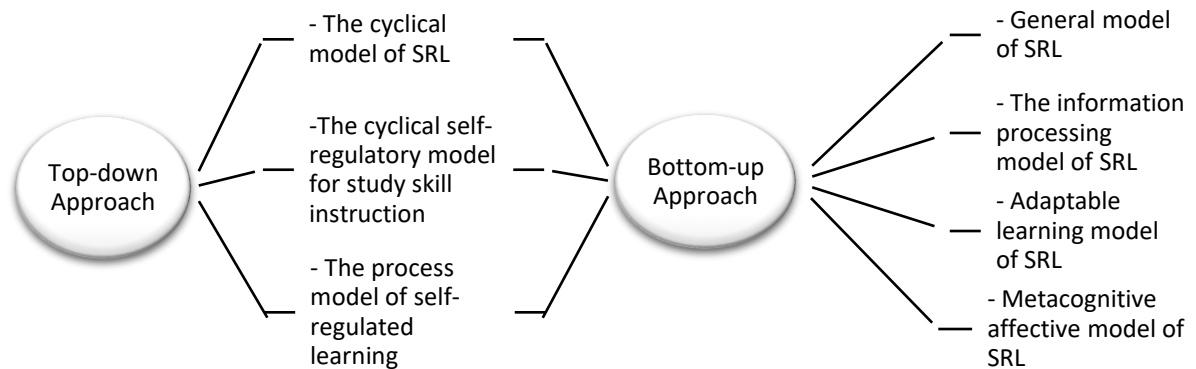 Top-down
Approach
- The
cyclical
model of SRL
-The cyclical self-
regulatory model
for study skill
instruction
- The process
model of self-
regulated
learning
Bottom-up
Approach
- General
model
of SRL
- The information
processing
model of SRL
- Adaptable
learning model
of SRL
- Metacognitive
affective model of
SRL